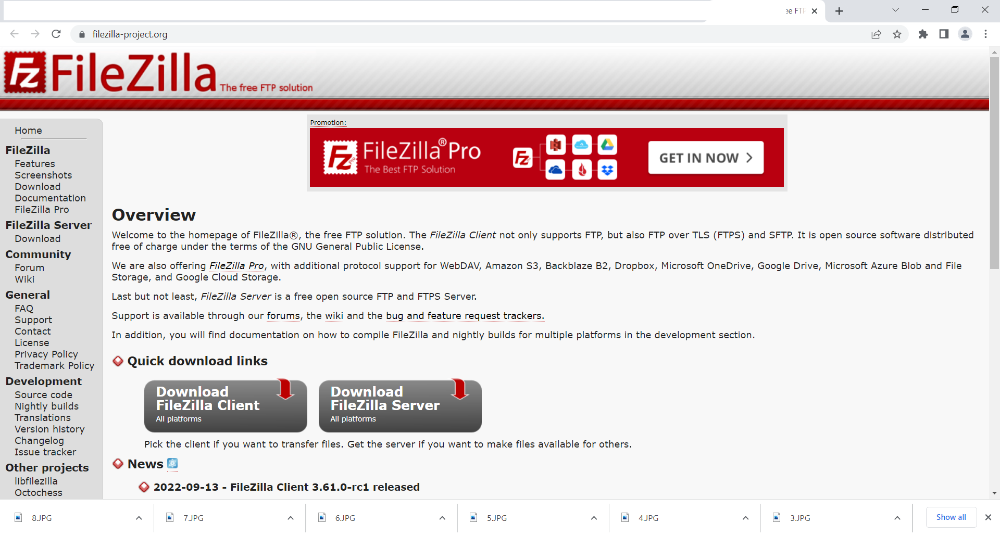 ee FTP
filezilla-project.org
FileZilla The free FTP solution
Home
FileZilla
Features
Screenshots
Download
Documentation
FileZilla Pro
FileZilla Server
Download
Community
Forum
Wiki
General
FAQ
Support
Contact
License
Privacy Policy
Trademark Policy
Development
Source code
Nightly builds
Translations
Version history
Changelog
Issue tracker
Other projects
libfilezilla
Octochess
Promotion:
FileZilla® Pro
The Best FTP Solution
GET IN NOW
Overview
Welcome to the homepage of FileZilla®, the free FTP solution. The FileZilla Client not only supports FTP, but also FTP over TLS (FTPS) and SFTP. It is open source software distributed
free of charge under the terms of the GNU General Public License.
We are also offering FileZilla Pro, with additional protocol support for WebDAV, Amazon S3, Backblaze B2, Dropbox, Microsoft OneDrive, Google Drive, Microsoft Azure Blob and File
Storage, and Google Cloud Storage.
Last but not least, FileZilla Server is a free open source FTP and FTPS Server.
Support is available through our forums, the wiki and the bug and feature request trackers.
In addition, you will find documentation on how to compile FileZilla and nightly builds for multiple platforms in the development section.
Quick download links
Download
FileZilla Client
All platforms
Download
FileZilla Server
All platforms
Pick the client if you want to transfer files. Get the server if you want to make files available for others.
News
2022-09-13 - FileZilla Client 3.61.0-rc1 released
8.JPG
7.JPG
6.JPG
5.JPG
4.JPG
3.JPG
Show all